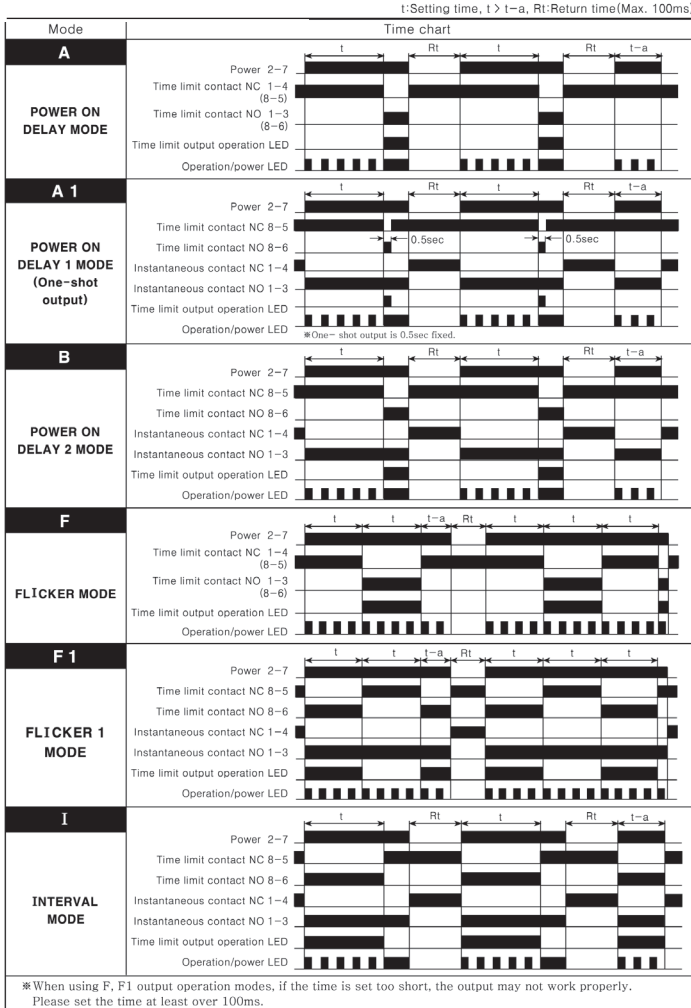 t:Setting time, t > t-a, Rt:Return time(Max. 100ms)
Mode Time chart
A
POWER ON
DELAY MODE
t Rt t Rt t-a
Power 2-7
Time limit contact NC 1-4
(8-5)
Time limit contact NO 1-3
(8-6)
Time limit output operation LED
Operation/power LED
A 1
POWER ON
DELAY 1 MODE
(One-shot
output)
t Rt t Rt t-a
Power 2-7
Time limit contact NC 8-5
0.5sec 0.5sec
Time limit contact NO 8-6
Instantaneous contact NC 1-4
Instantaneous contact NO 1-3
Time limit output operation LED
Operation/power LED
※One- shot output is 0.5sec fixed.
B
POWER ON
DELAY 2 MODE
t Rt t Rt t-a
Power 2-7
Time limit contact NC 8-5
Time limit contact NO 8-6
Instantaneous contact NC 1-4
Instantaneous contact NO 1-3
Time limit output operation LED
Operation/power LED
F
FLICKER MODE
t t t-a Rt t t t
Power 2-7
Time limit contact NC 1-4
(8-5)
Time limit contact NO 1-3
(8-6)
Time limit output operation LED
Operation/power LED
F 1
FLICKER 1
MODE
t t t-a Rt t t t
Power 2-7
Time limit contact NC 8-5
Time limit contact NO 8-6
Instantaneous contact NC 1-4
Instantaneous contact NO 1-3
Time limit output operation LED
Operation/power LED
I
INTERVAL
MODE
t Rt t Rt t-a
Power 2-7
Time limit contact NC 8-5
Time limit contact NO 8-6
Instantaneous contact NC 1-4
Instantaneous contact NO 1-3
Time limit output operation LED
Operation/power LED
※When using F, F1 output operation modes, if the time is set too short, the output may not work properly.
Please set the time at least over 100ms.